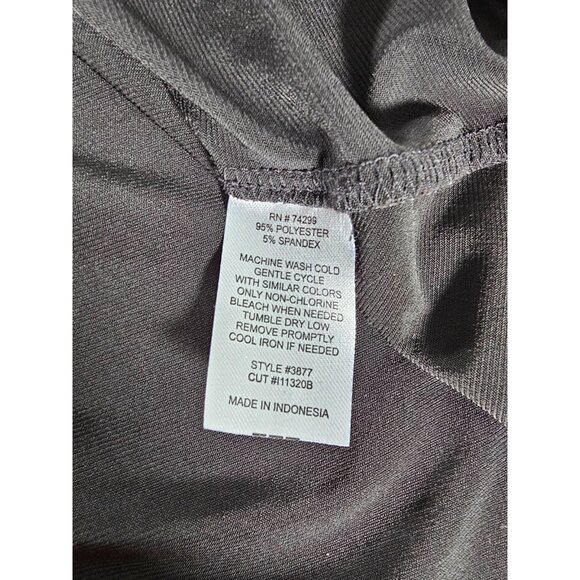 RN # 74299
95% POLYESTER
5% SPANDEX
MACHINE WASH COLD
GENTLE CYCLE
WITH SIMILAR COLORS
ONLY NON-CHLORINE
BLEACH WHEN NEEDED
TUMBLE DRY LOW
REMOVE PROMPTLY
COOL IRON IF NEEDED
STYLE #3877
CUT #I11320B
MADE IN INDONESIA